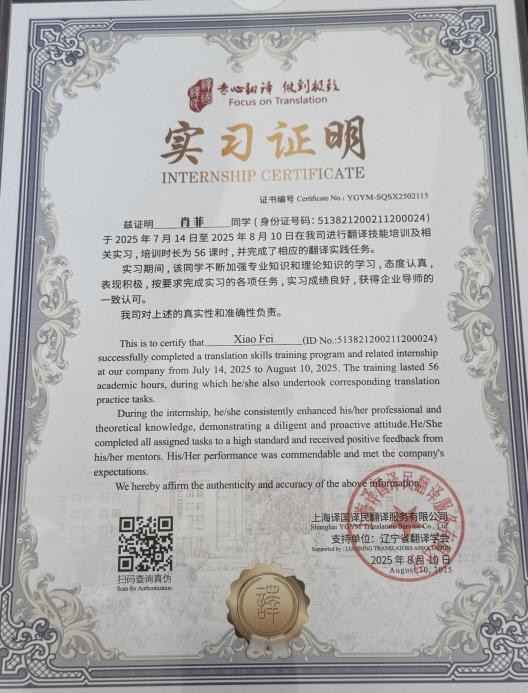 专心翻译 做到极致
Focus on Translation
实习证明
INTERNSHIP CERTIFICATE
证书编号 Certificate No.: YGYM-SQSX2502115
兹证明 肖菲 同学(身份证号码:513821200211200024)
于 2025 年 7 月 14 日至 2025 年 8 月 10 日在我司进行翻译技能培训及相
关实习,培训时长为 56 课时,并完成了相应的翻译实践任务。
实习期间,该同学不断加强专业知识和理论知识的学习,态度认真,
表现积极,按要求完成实习的各项任务,实习成绩良好,获得企业导师的
一致认可。
我司对上述的真实性和准确性负责。
This is to certify that Xiao Fei (ID No.:513821200211200024)
successfully completed a translation skills training program and related internship
at our company from July 14, 2025 to August 10, 2025. The training lasted 56
academic hours, during which he/she also undertook corresponding translation
practice tasks.
During the internship, he/she consistently enhanced his/her professional and
theoretical knowledge, demonstrating a diligent and proactive attitude.He/She
completed all assigned tasks to a high standard and received positive feedback from
his/her mentors. His/Her performance was commendable and met the company's
expectations.
We hereby affirm the authenticity and accuracy of the above information.
上海译国译民翻译服务有限公司
Shanghai YGYM Translation Service Co., Ltd.
支持单位:辽宁省翻译学会
Supported by : LIAONING TRANSLATORS ASSOCIATION
2025 年 8 月 10 日
August 10, 2025
扫码查询真伪
Scan for Authentication
譯